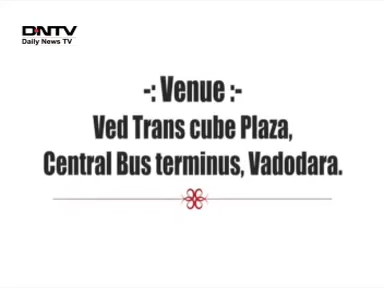 DNTV
Daily News TV
-: Venue :-
Ved Trans cube Plaza,
Central Bus terminus, Vadodara.